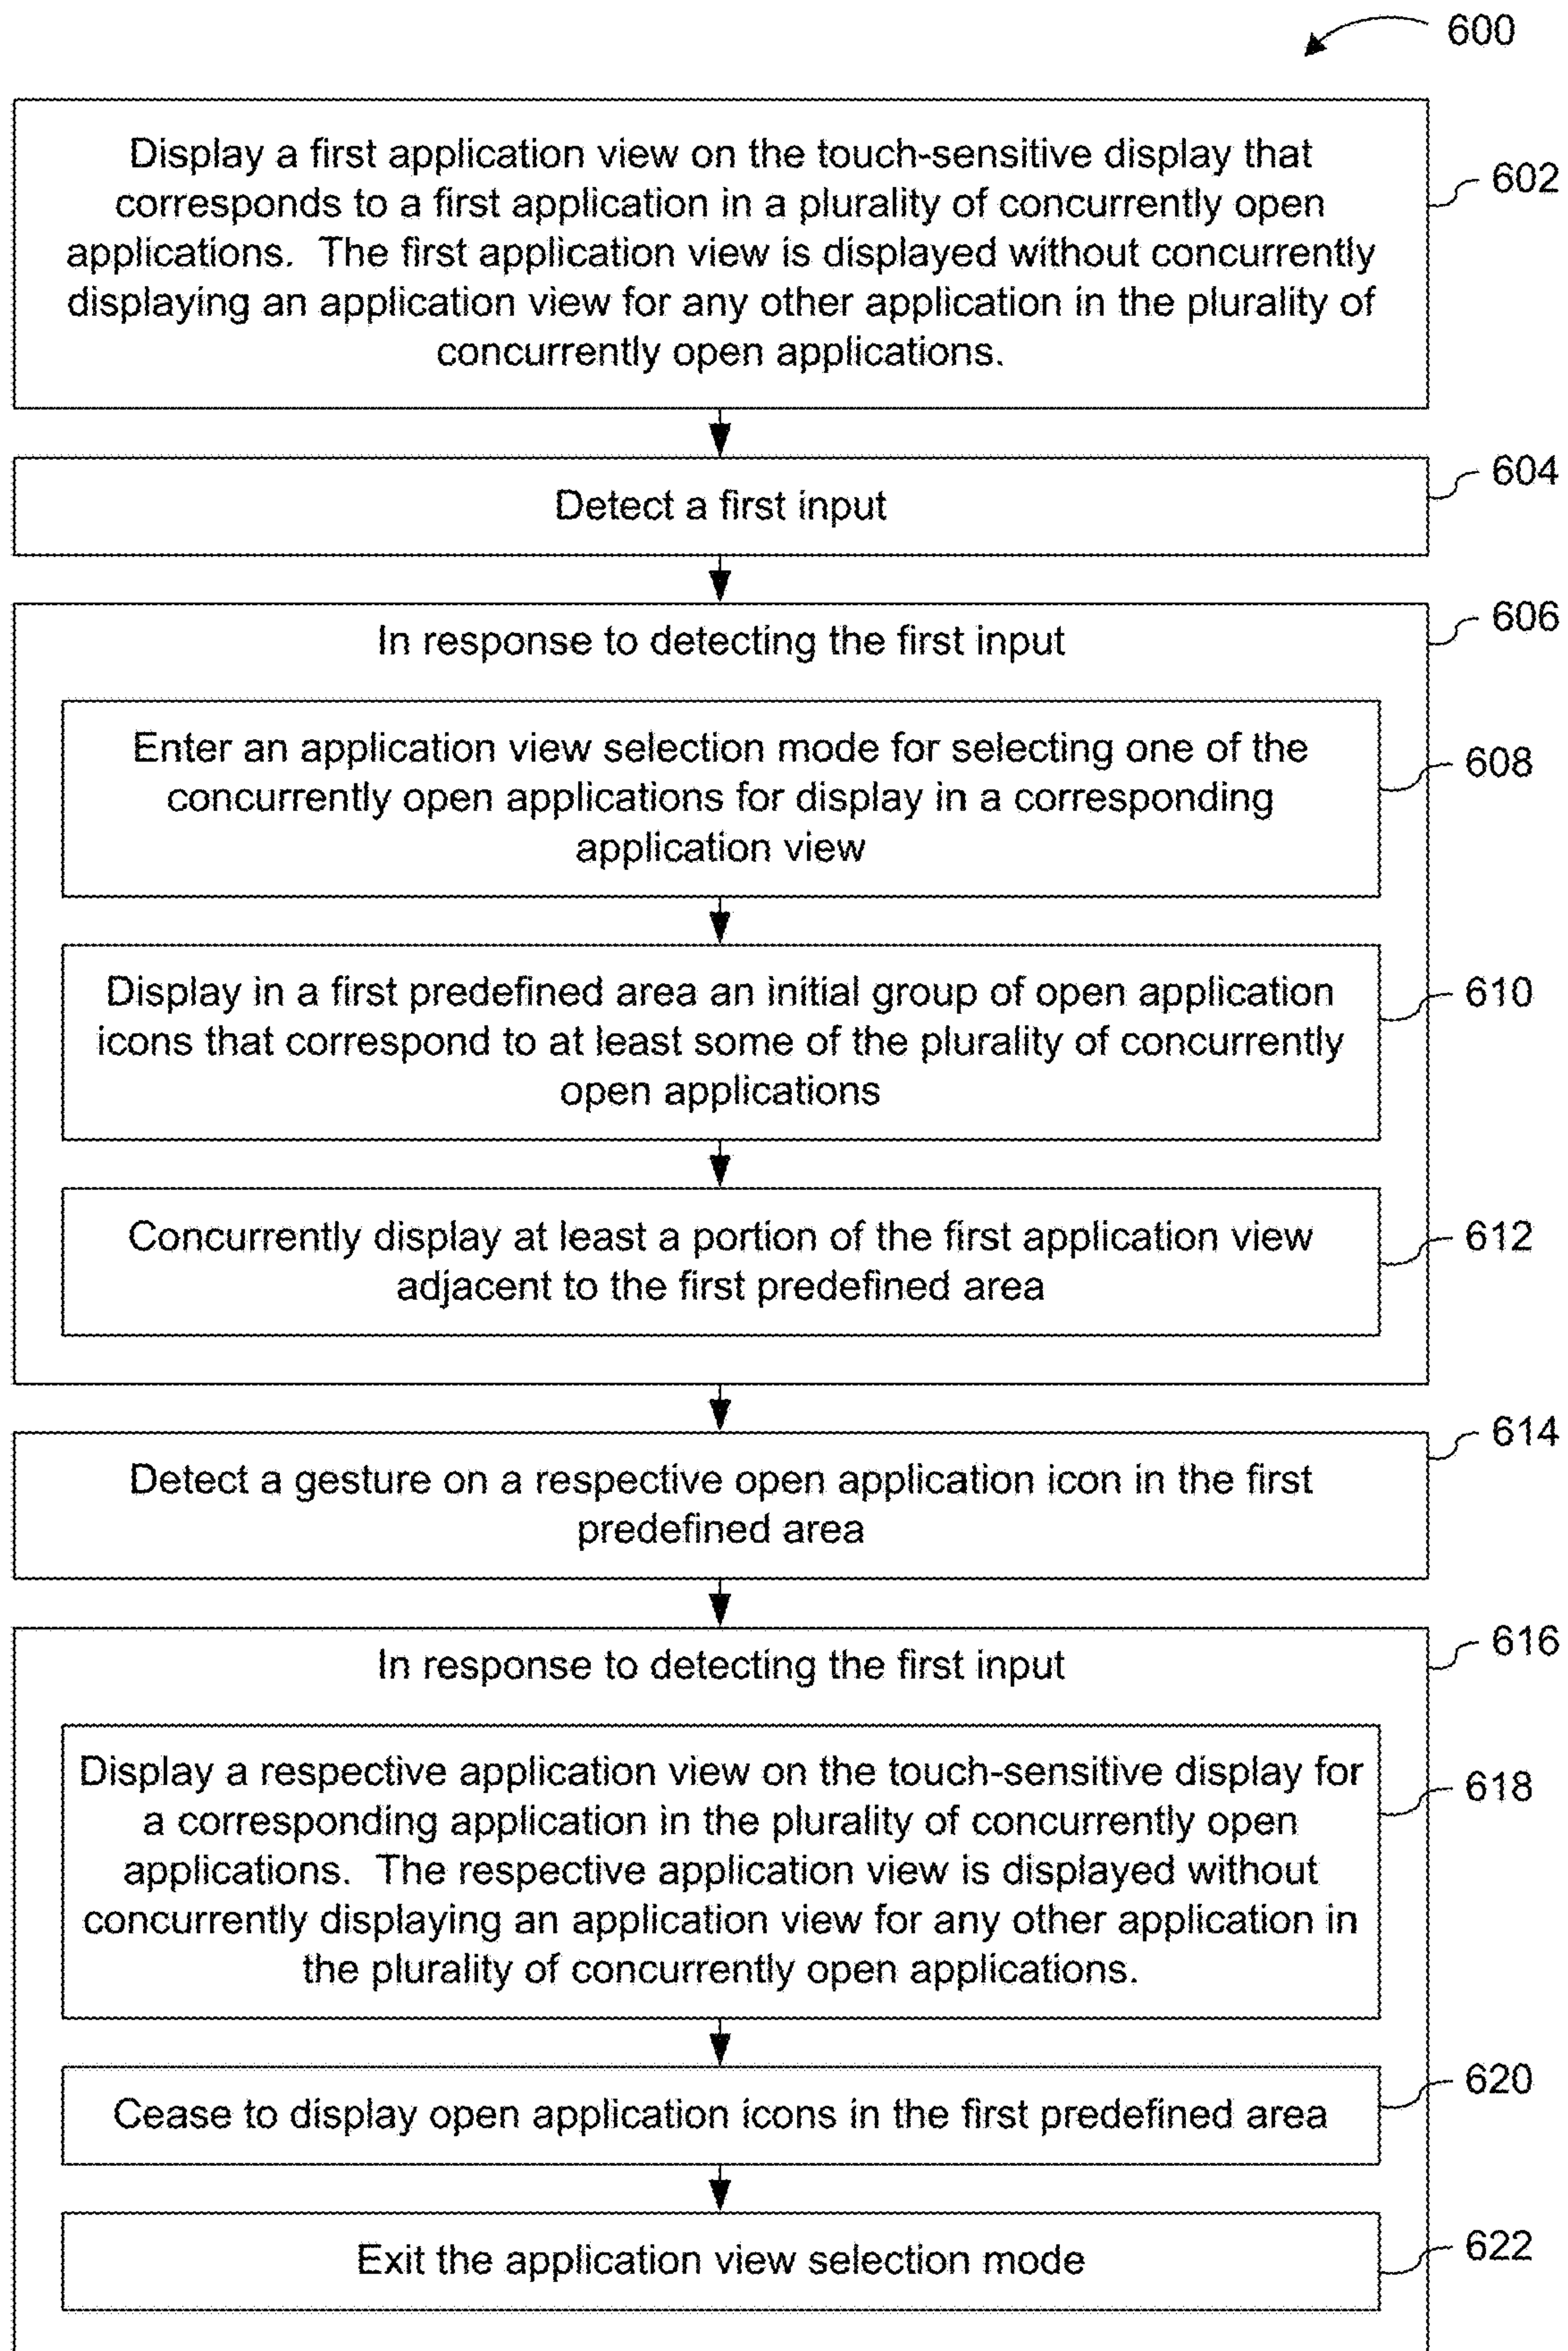 600
Display a first application view on the touch-sensitive display that
corresponds to a first application in a plurality of concurrently open
applications. The first application view is displayed without concurrently
displaying an application view for any other application in the plurality of
concurrently open applications.
602
Detect a first input
604
In response to detecting the first input
606
Enter an application view selection mode for selecting one of the
concurrently open applications for display in a corresponding
application view
608
Display in a first predefined area an initial group of open application
icons that correspond to at least some of the plurality of concurrently
open applications
610
Concurrently display at least a portion of the first application view
adjacent to the first predefined area
612
Detect a gesture on a respective open application icon in the first
predefined area
614
In response to detecting the first input
616
Display a respective application view on the touch-sensitive display for
a corresponding application in the plurality of concurrently open
applications. The respective application view is displayed without
concurrently displaying an application view for any other application in
the plurality of concurrently open applications.
618
Cease to display open application icons in the first predefined area
620
Exit the application view selection mode
622